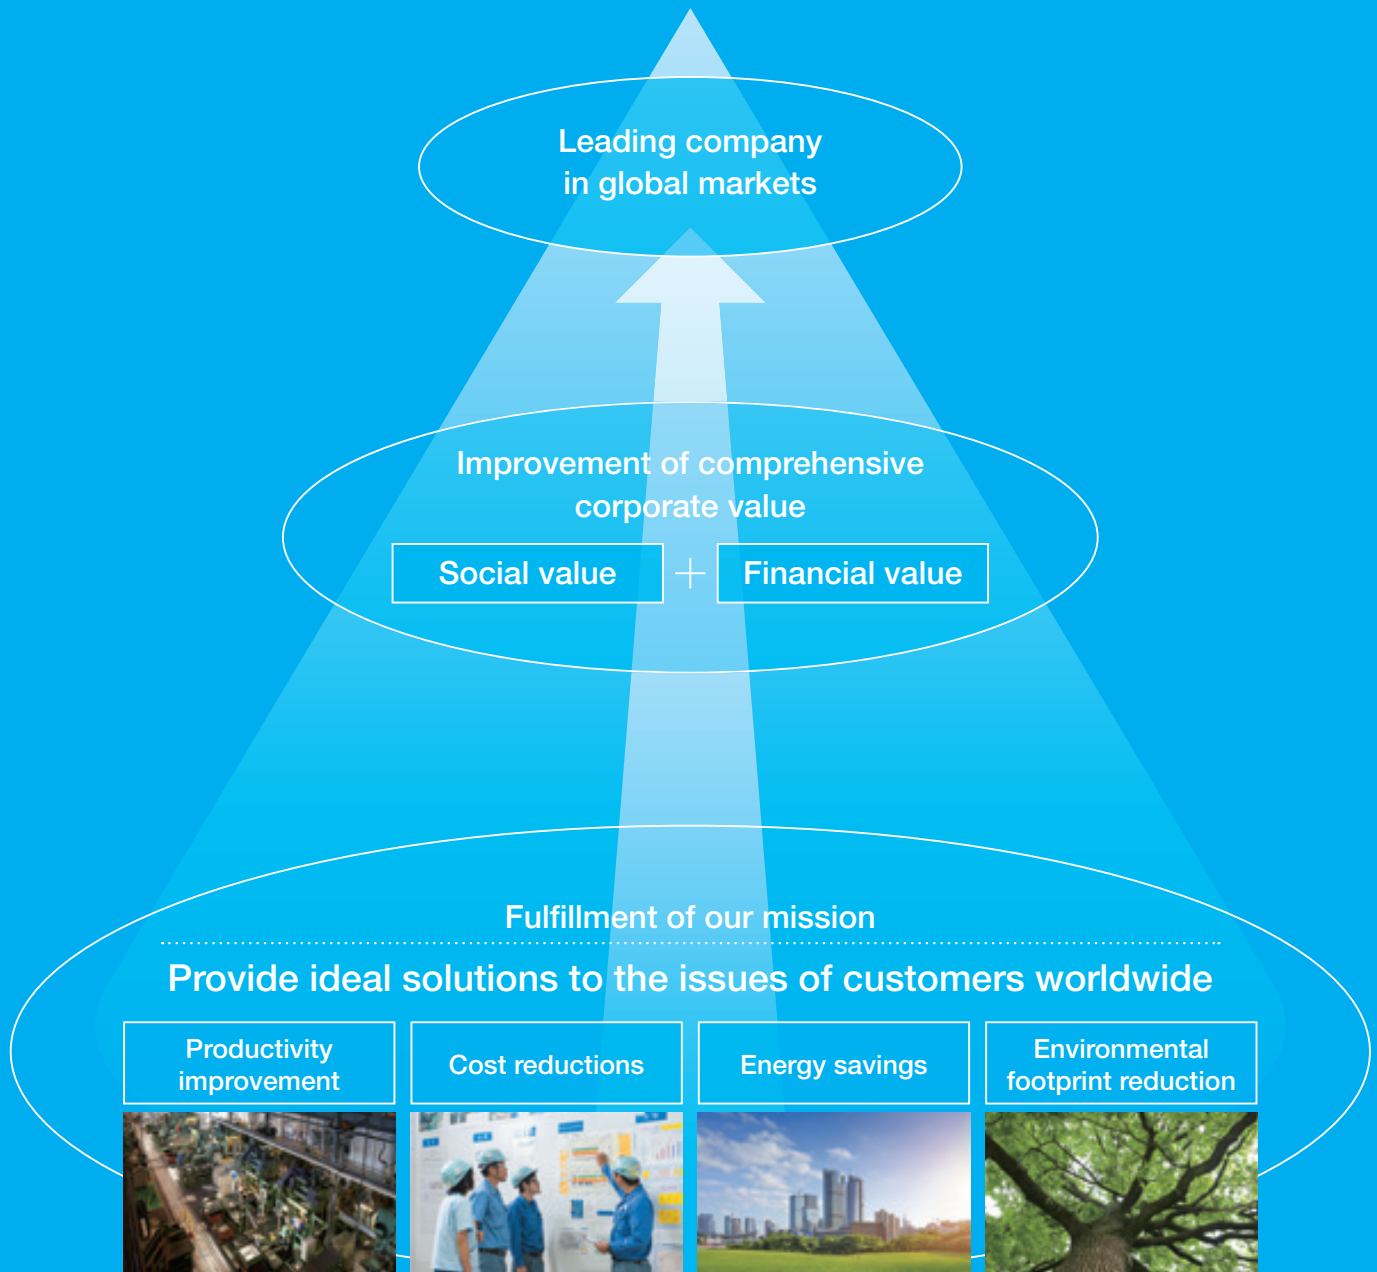 Leading company
in global markets
Improvement of comprehensive
corporate value
Social value + Financial value
Fulfillment of our mission
Provide ideal solutions to the issues of customers worldwide
Productivity
improvement
Cost reductions
Energy savings
Environmental
footprint reduction